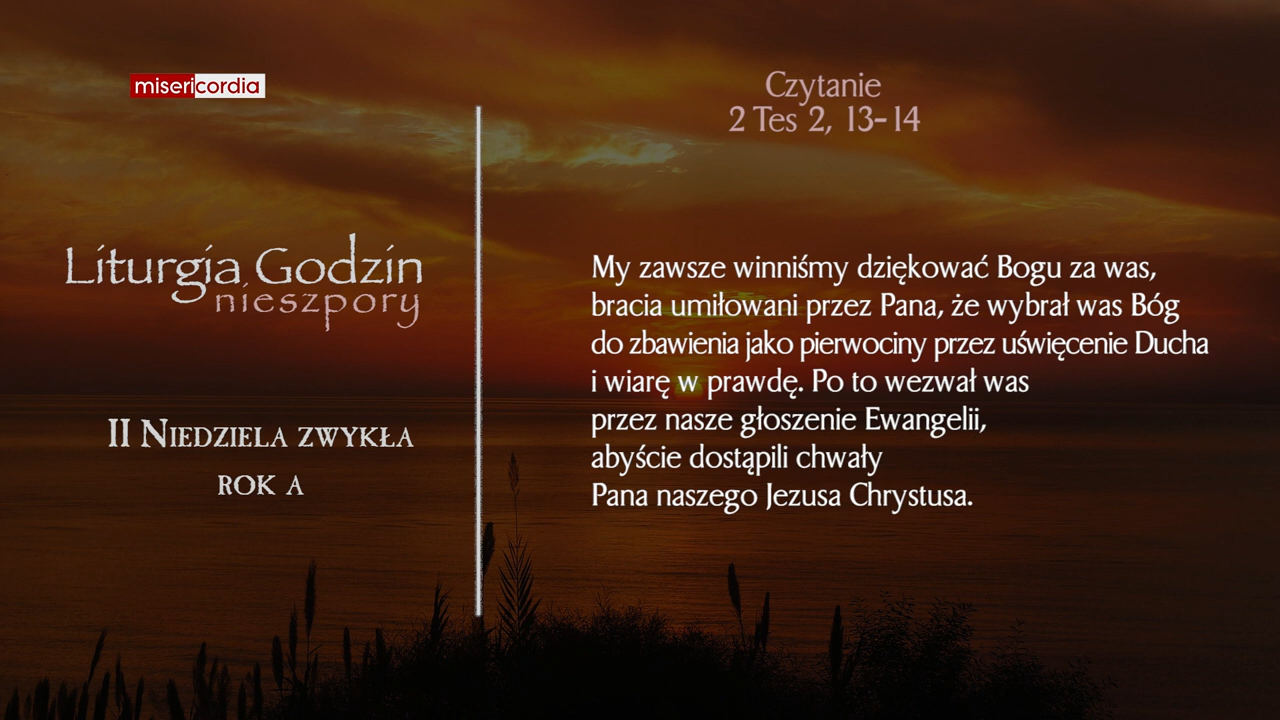 misericordia
Liturgia Godzin
nieszpory
II Niedziela zwykła
rok a
Czytanie
2 Tes 2, 13-14
My zawsze winniśmy dziękować Bogu za was,
bracia umiłowani przez Pana, że wybrał was Bóg
do zbawienia jako pierwociny przez uświęcenie Ducha
i wiarę w prawdę. Po to wezwał was
przez nasze głoszenie Ewangelii,
abyście dostąpili chwały
Pana naszego Jezusa Chrystusa.